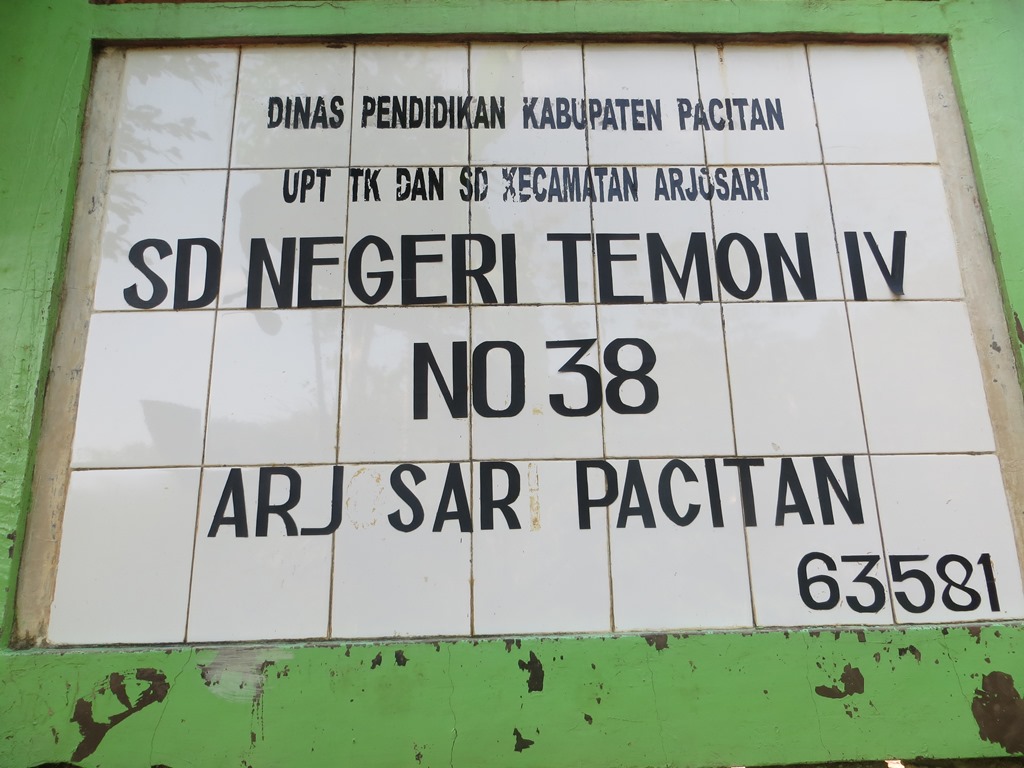 DINAS PENDIDIKAN KABUPATEN PACITAN
UPT TK DAN SD KECAMATAN ARJOSARI
SD NEGERI TEMON IV
NO 38
ARJ SAR PACITAN
63581